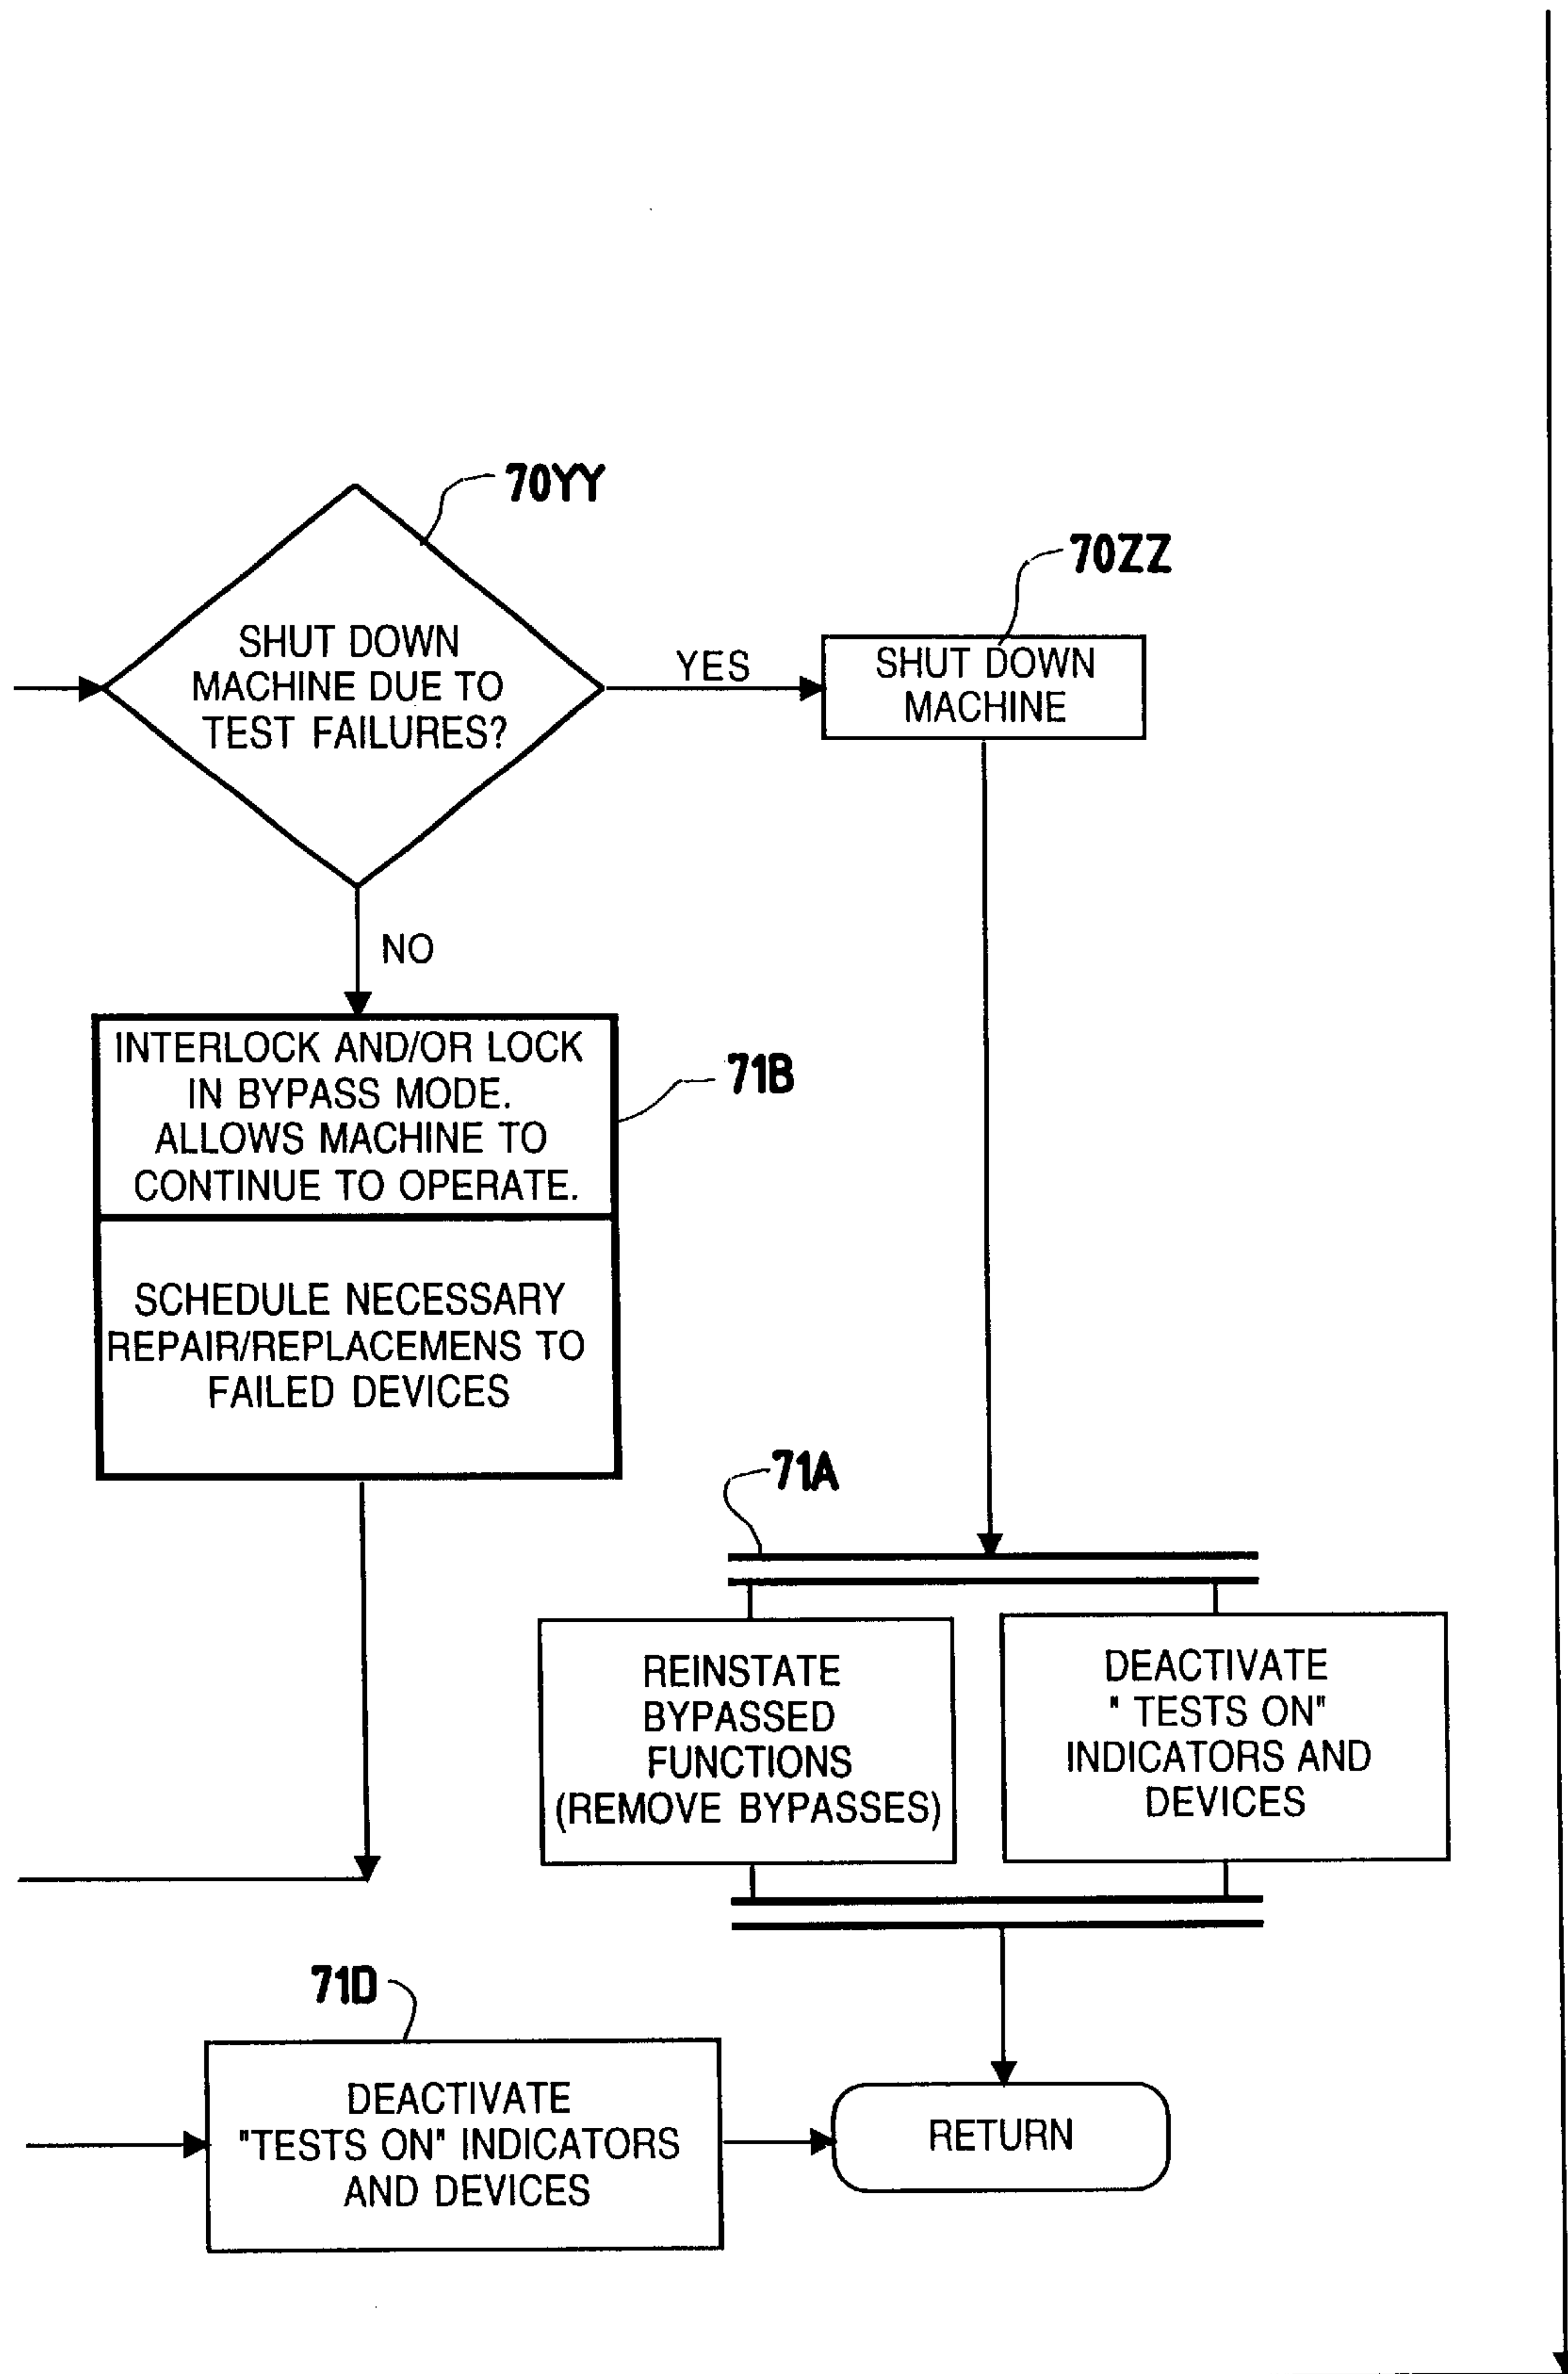 70YY
70ZZ
SHUT DOWN
MACHINE DUE TO
TEST FAILURES?
YES
SHUT DOWN
MACHINE
NO
INTERLOCK AND/OR LOCK
IN BYPASS MODE.
ALLOWS MACHINE TO
CONTINUE TO OPERATE.
71B
SCHEDULE NECESSARY
REPAIR/REPLACEMENS TO
FAILED DEVICES
71A
REINSTATE
BYPASSED
FUNCTIONS
(REMOVE BYPASSES)
DEACTIVATE
" TESTS ON"
INDICATORS AND
DEVICES
71D
DEACTIVATE
"TESTS ON" INDICATORS
AND DEVICES
RETURN